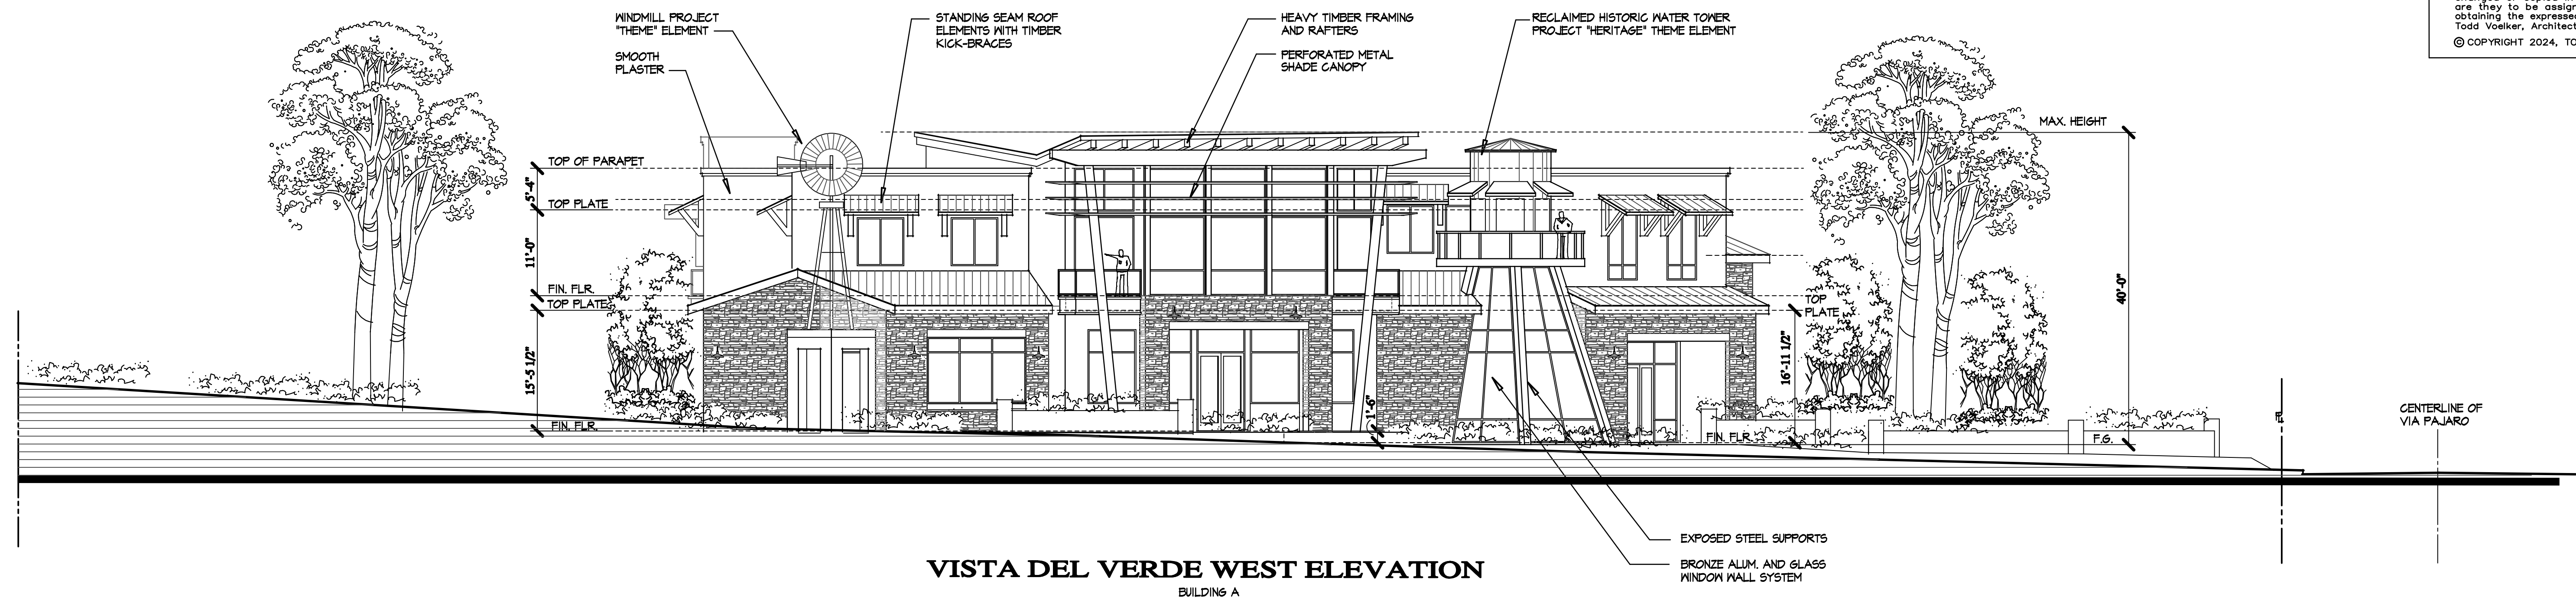 WINDMILL PROJECT
"THEME" ELEMENT
SMOOTH
PLASTER
STANDING SEAM ROOF
ELEMENTS WITH TIMBER
KICK-BRACES
HEAVY TIMBER FRAMING
AND RAFTERS
PERFORATED METAL
SHADE CANOPY
RECLAIMED HISTORIC WATER TOWER
PROJECT "HERITAGE" THEME ELEMENT
are they to be assign
obtaining the expresse
Todd Voelker, Architect
© COPYRIGHT 2024, TO
MAX. HEIGHT
TOP OF PARAPET
5'-4"
TOP PLATE
11'-0"
FIN. FLR.
TOP PLATE
15'-5 1/2"
FIN. FLR.
1'-6"
TOP
PLATE
16'-11 1/2"
FIN. FLR.
40'-0"
F.G.
CENTERLINE OF
VIA PAJARO
EXPOSED STEEL SUPPORTS
BRONZE ALUM. AND GLASS
WINDOW WALL SYSTEM
VISTA DEL VERDE WEST ELEVATION
BUILDING A